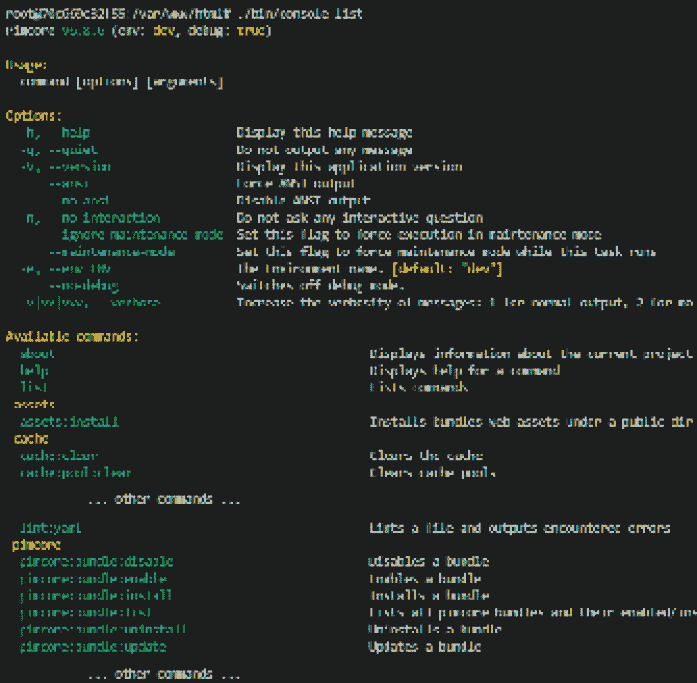 ./bin/console list
Pimcore (env: dev, debug: true)
Usage:
command [options] [arguments]
Options:
-h, --help Display this help message
-q, --quiet Do not output any message
-V, --version Display this application version
--ansi Force ANSI output
--no-ansi Disable ANSI output
-n, --no-interaction Do not ask any interactive question
--ignore-maintenance-mode Set this flag to force execution in maintenance mode
--maintenance-mode Set this flag to force maintenance mode while this task runs
-e, --env=ENV The Environment name. [default: "dev"]
--no-debug Switches off debug mode.
-v|vv|vvv, --verbose Increase the verbosity of messages: 1 for normal output, 2 for mo
Available commands:
about Displays information about the current project
help Displays help for a command
list Lists commands
assets
assets:install Installs bundles web assets under a public dir
cache
cache:clear Clears the cache
cache:pool:clear Clears cache pools
... other commands ...
lint:yaml Lints a file and outputs encountered errors
pimcore
pimcore:bundle:disable Disables a bundle
pimcore:bundle:enable Enables a bundle
pimcore:bundle:install Installs a bundle
pimcore:bundle:list Lists all pimcore bundles and their enabled/ins
pimcore:bundle:uninstall Uninstalls a bundle
pimcore:bundle:update Updates a bundle
... other commands ...